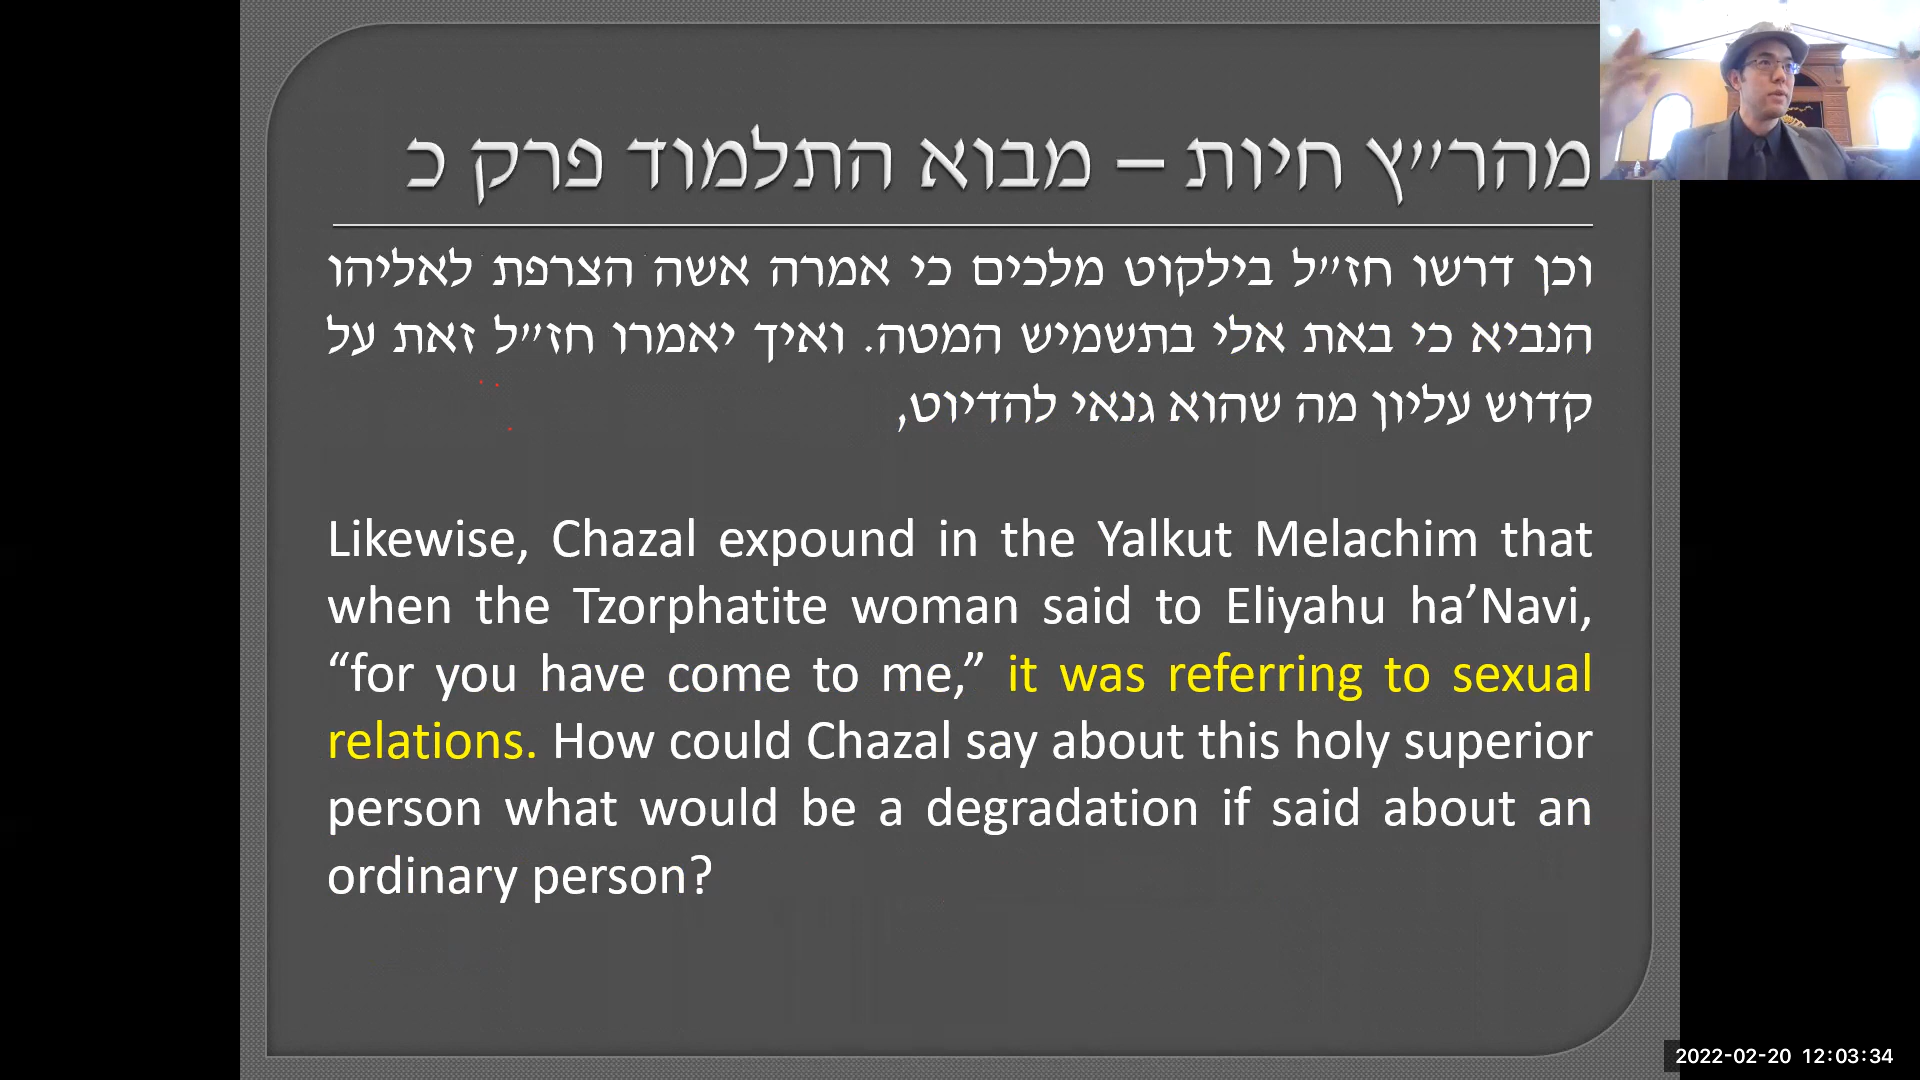 מהר״ץ חיות – מבוא התלמוד פרק כ
וכן דרשו חז״ל בילקוט מלכים כי אמרה אשה הצרפת לאליהו
הנביא כי באת אלי בתשמיש המטה. ואיך יאמרו חז״ל זאת על
קדוש עליון מה שהוא גנאי להדיוט,
Likewise, Chazal expound in the Yalkut Melachim that
when the Tzorphatite woman said to Eliyahu ha’Navi,
“for you have come to me,” it was referring to sexual
relations. How could Chazal say about this holy superior
person what would be a degradation if said about an
ordinary person?
2022-02-20 12:03:34